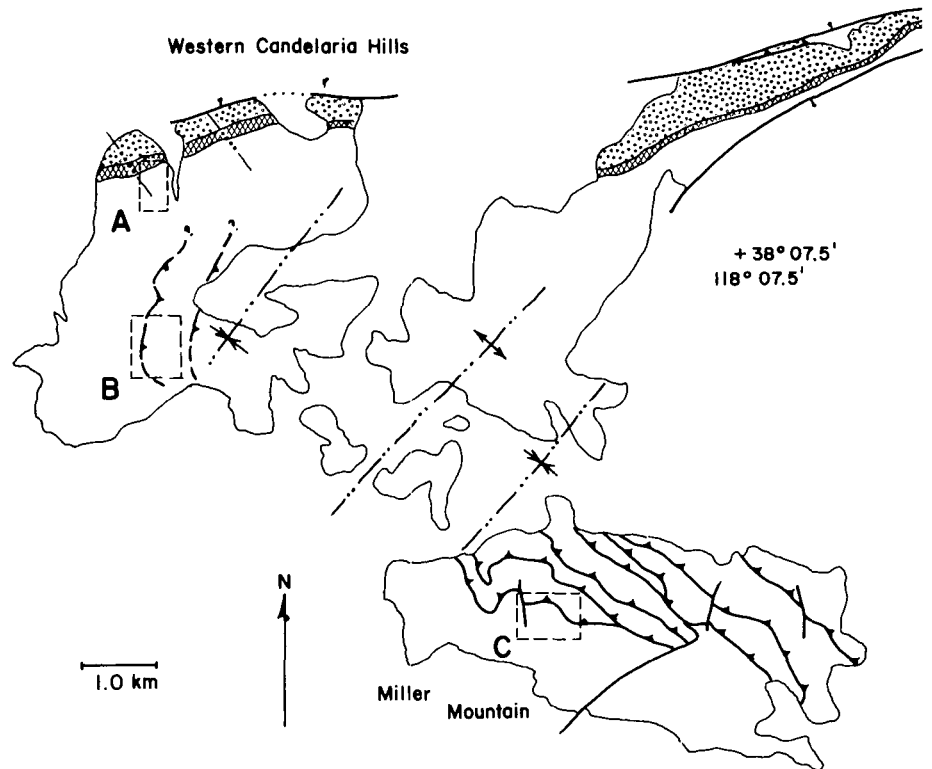 Western Candelaria Hills
A
+ 38° 07.5'
118° 07.5'
B
N
C
1.0 km
Miller
Mountain